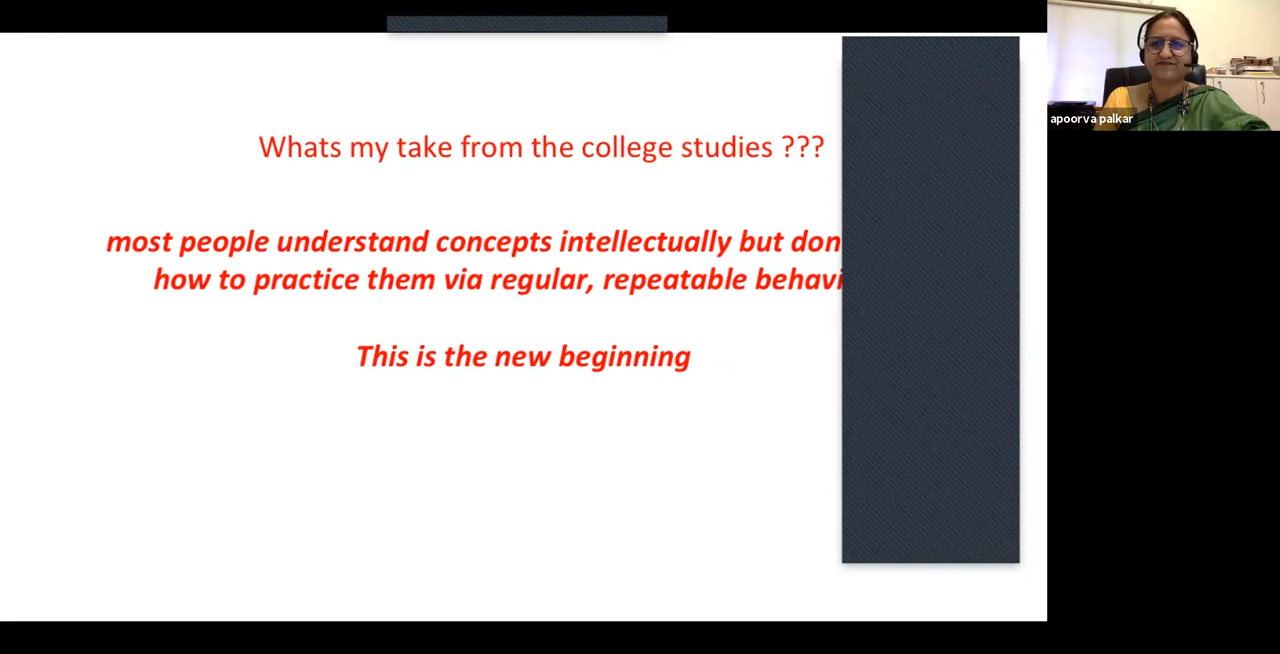 Whats my take from the college studies ???
most people understand concepts intellectually but don
how to practice them via regular, repeatable behavi
This is the new beginning
apoorva palkar